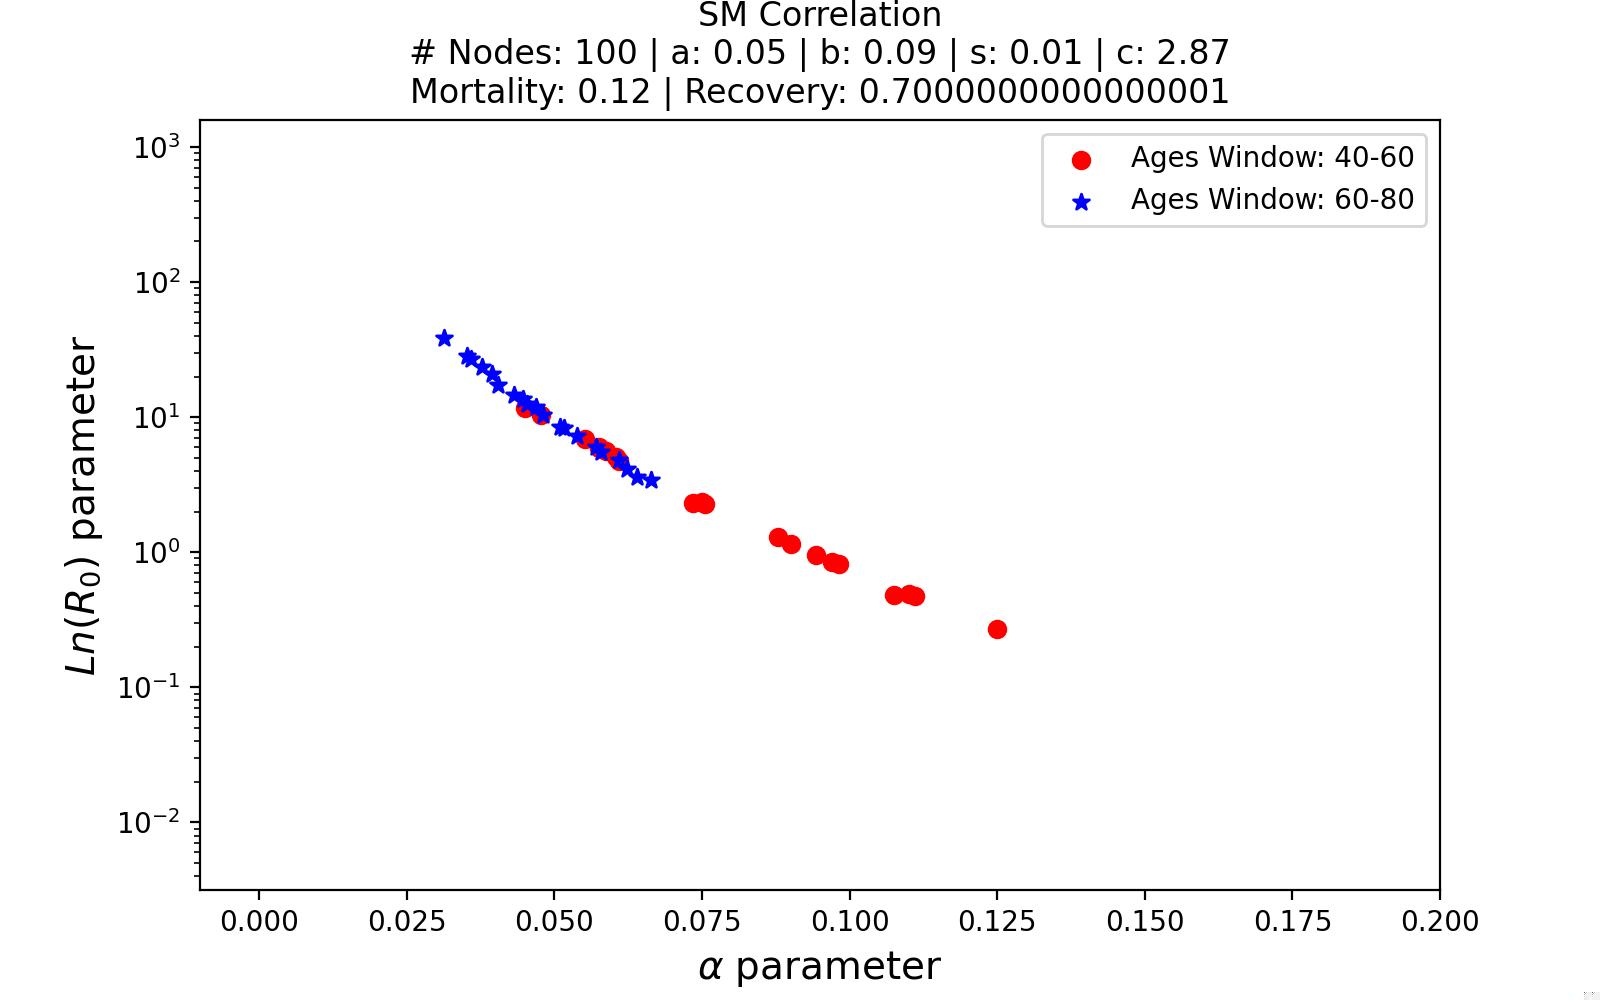 SM Correlation
# Nodes: 100 | a: 0.05 | b: 0.09 | s: 0.01 | c: 2.87
Mortality: 0.12 | Recovery: 0.7000000000000001
Ages Window: 40-60
Ages Window: 60-80
10³
10²
10¹
10⁰
10⁻¹
10⁻²
Ln(R₀) parameter
0.000 0.025 0.050 0.075 0.100 0.125 0.150 0.175 0.200
α parameter